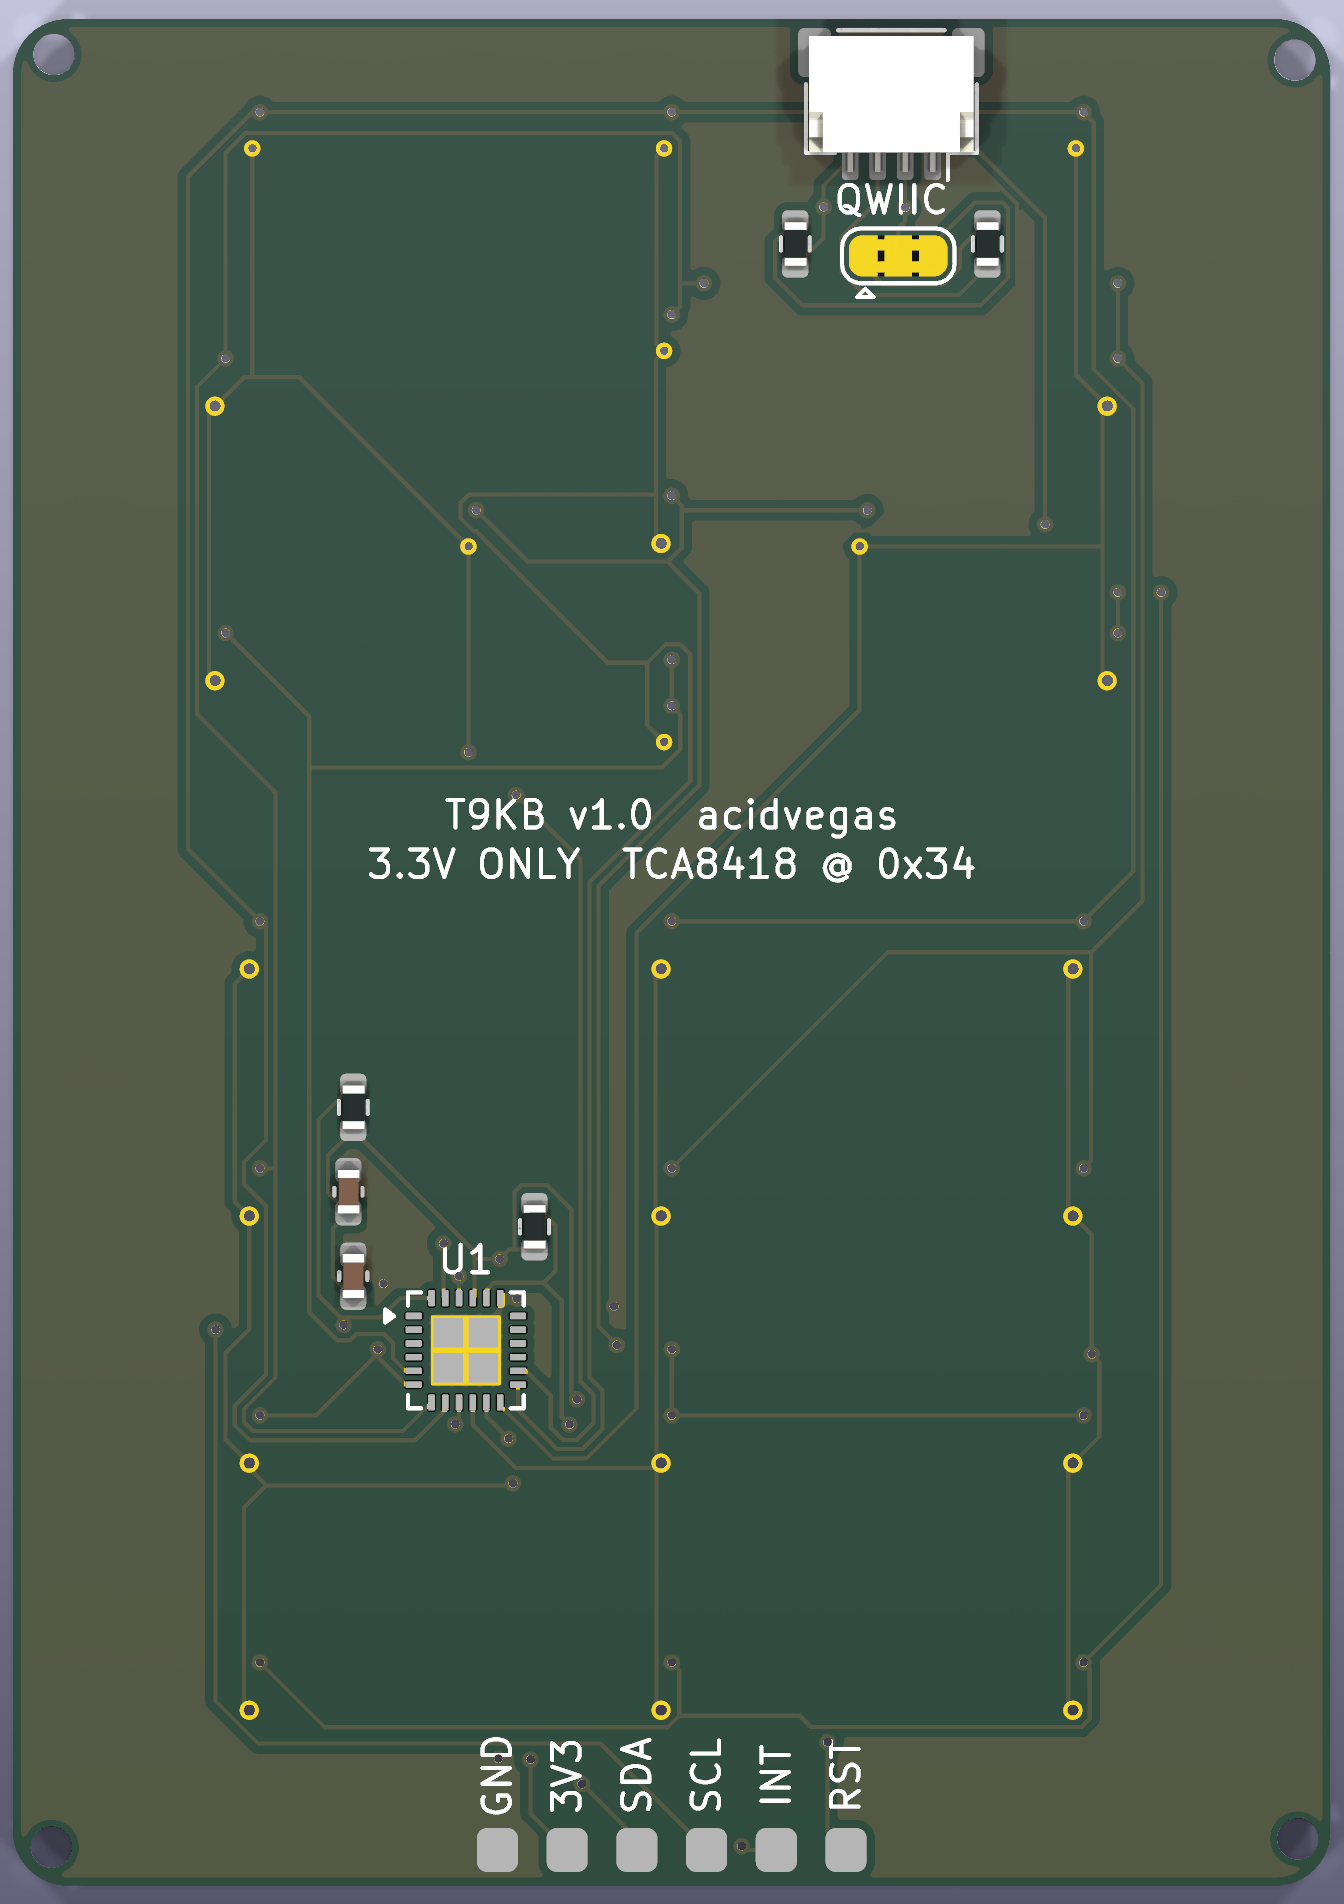 QWIIC
T9KB v1.0 acidvegas
3.3V ONLY TCA8418 @ 0x34
U1
GND
3V3
SDA
SCL
INT
RST